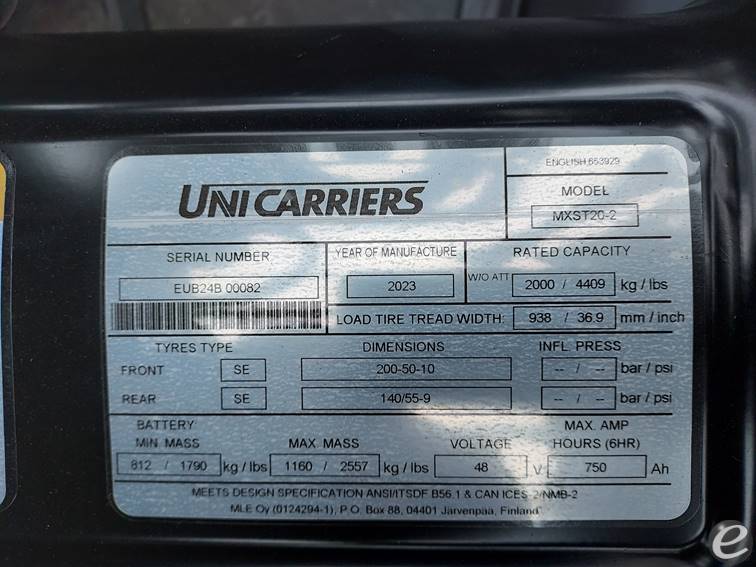 ENGLISH 653929
UNICARRIERS
MODEL
MXST20-2
SERIAL NUMBER
EUB24B 00082
YEAR OF MANUFACTURE
2023
RATED CAPACITY
W/O ATT 2000 / 4409 kg / lbs
LOAD TIRE TREAD WIDTH: 938 / 36.9 mm / inch
TYRES TYPE DIMENSIONS INFL. PRESS
FRONT SE 200-50-10 -- / -- bar / psi
REAR SE 140/55-9 -- / -- bar / psi
BATTERY
MIN. MASS MAX. MASS VOLTAGE MAX. AMP HOURS (6HR)
812 / 1790 kg / lbs 1160 / 2557 kg / lbs 48 V 750 Ah
MEETS DESIGN SPECIFICATION ANSI/ITSDF B56.1 & CAN ICES-2/NMB-2
MLE Oy (0124294-1), P.O. Box 88, 04401 Järvenpää, Finland
e